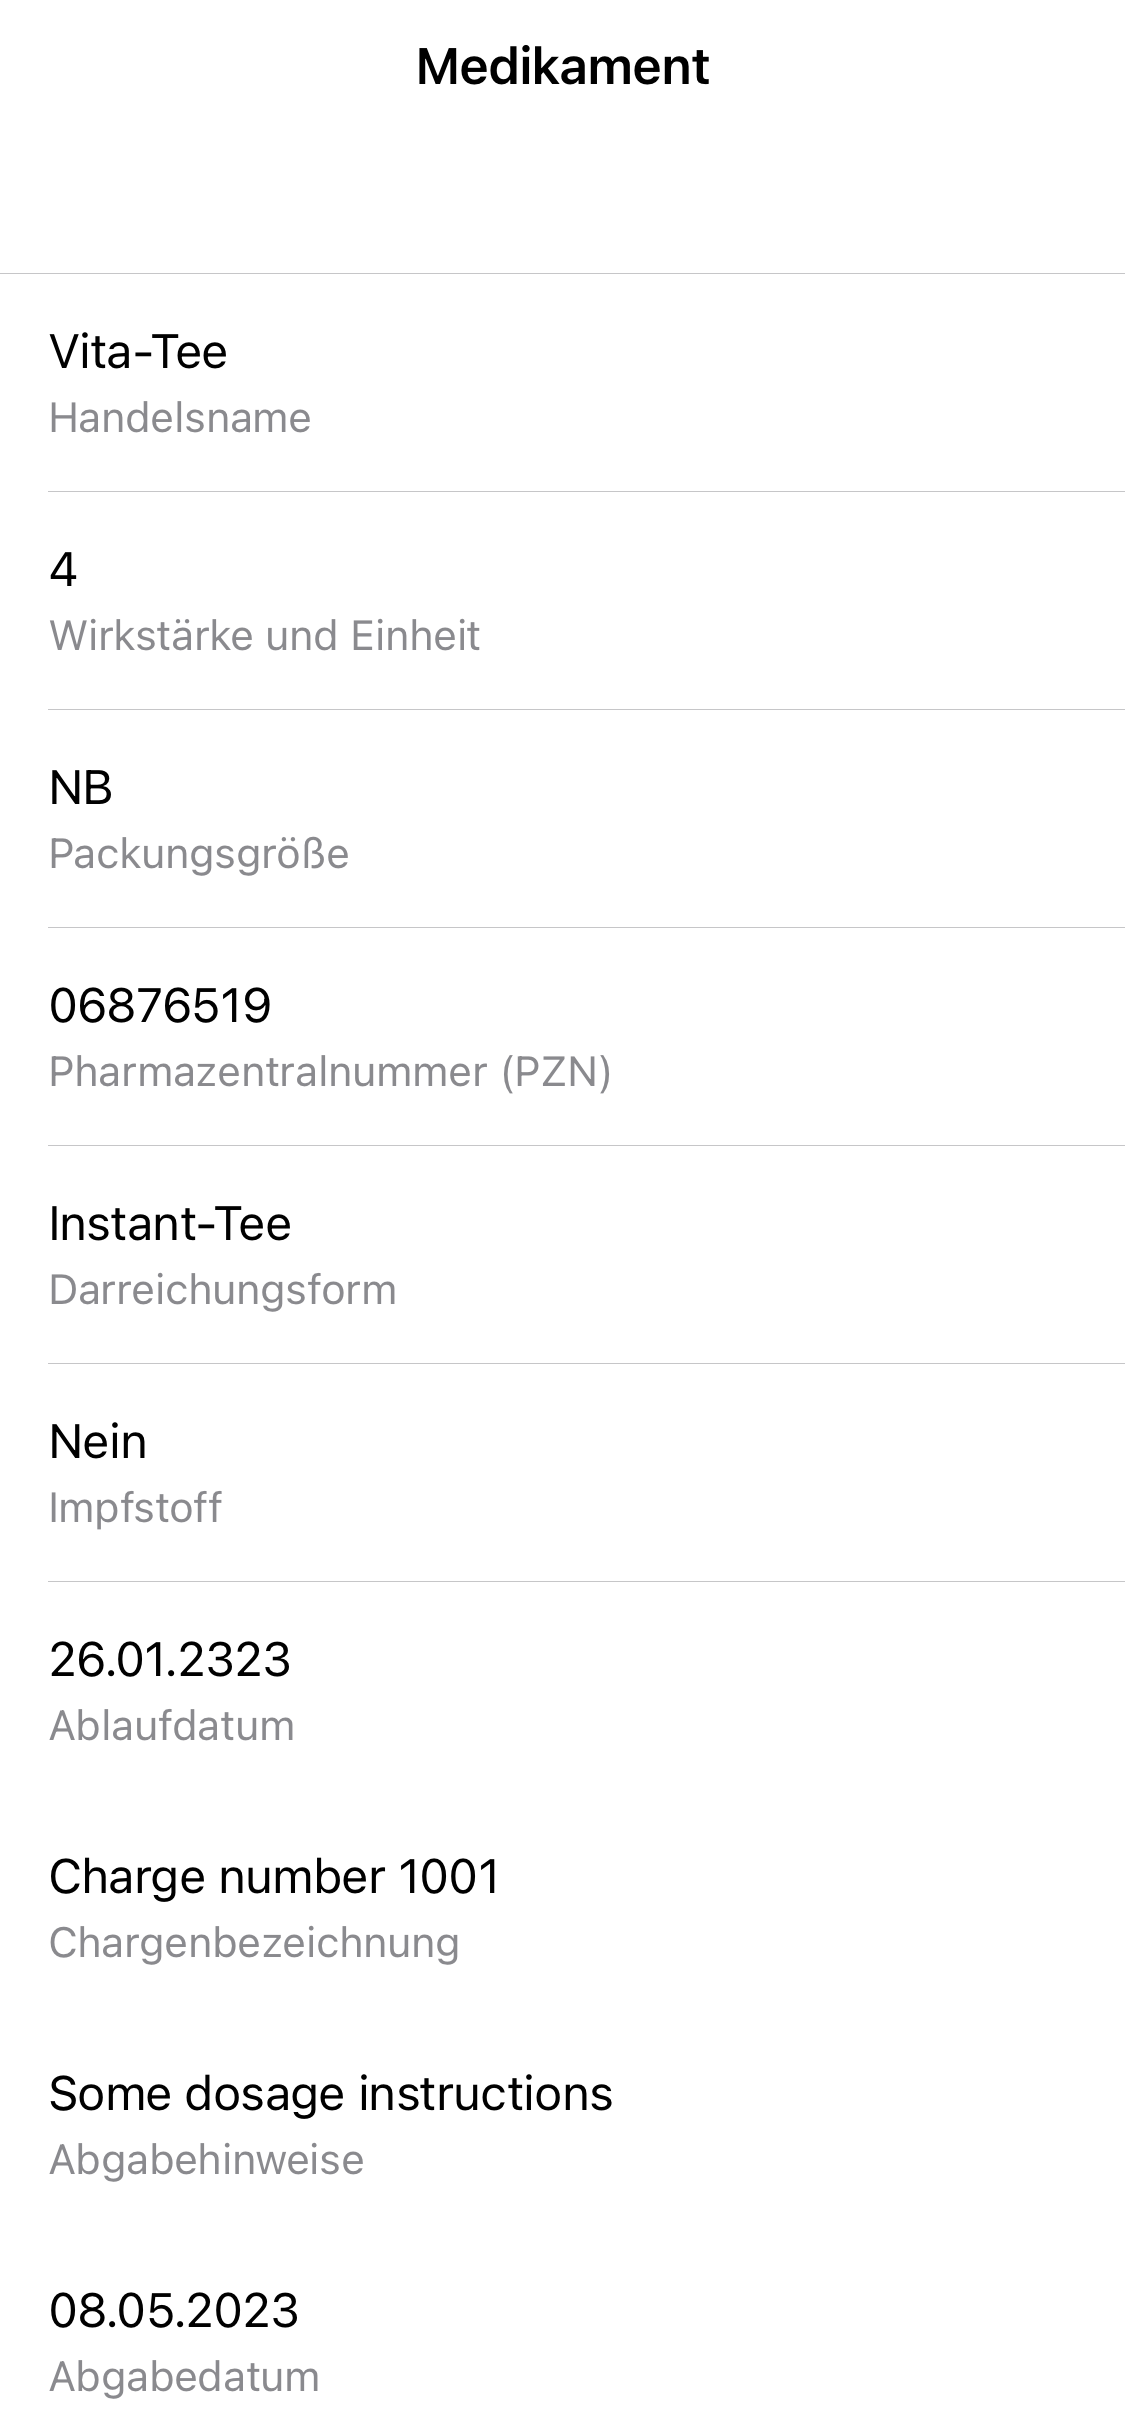 Medikament
Vita-Tee
Handelsname
4
Wirkstärke und Einheit
NB
Packungsgröße
06876519
Pharmazentralnummer (PZN)
Instant-Tee
Darreichungsform
Nein
Impfstoff
26.01.2323
Ablaufdatum
Charge number 1001
Chargenbezeichnung
Some dosage instructions
Abgabehinweise
08.05.2023
Abgabedatum